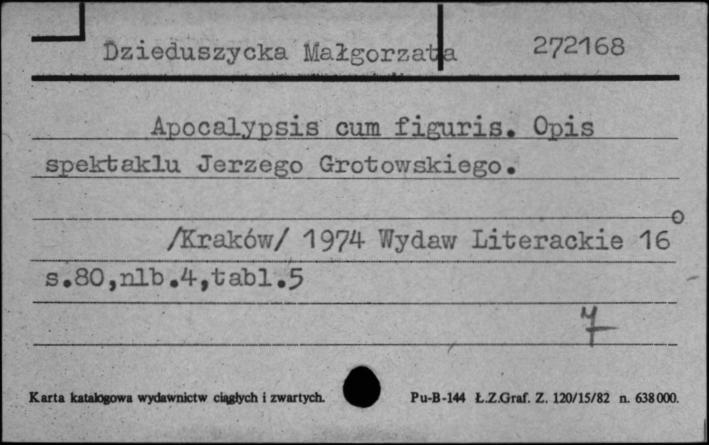 Dzieduszycka Małgorzata 272168
Apocalypsis cum figuris. Opis
spektaklu Jerzego Grotowskiego.
/Kraków/ 1974 Wydaw Literackie 16o
s.80,nlb.4,tabl.5
Karta katalogowa wydawnictw ciągłych i zwartych. Pu-B-144 Ł.Z.Graf. Z. 120/15/82 n. 638000.